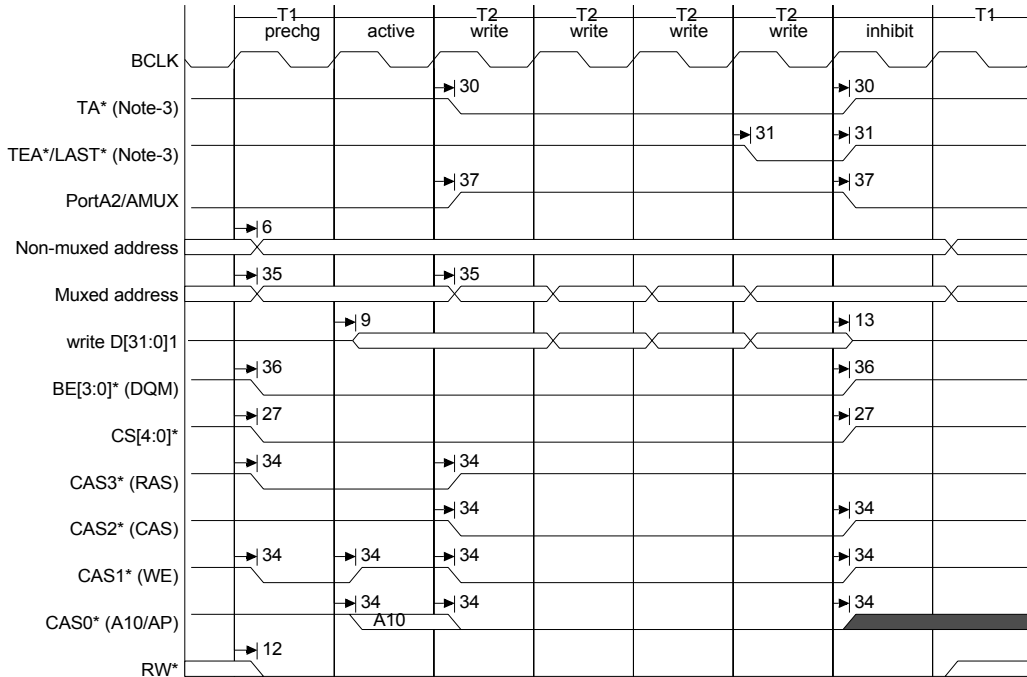 T1 T2 T2 T2 T2 T1
prechg active write write write write inhibit
BCLK
30 30
TA* (Note-3)
31 31
TEA*/LAST* (Note-3)
37 37
PortA2/AMUX
6
Non-muxed address
35 35
Muxed address
9 13
write D[31:0]1
36 36
BE[3:0]* (DQM)
27 27
CS[4:0]*
34 34
CAS3* (RAS)
34 34
CAS2* (CAS)
34 34 34 34
CAS1* (WE)
34 34 34
CAS0* (A10/AP) A10
12
RW*